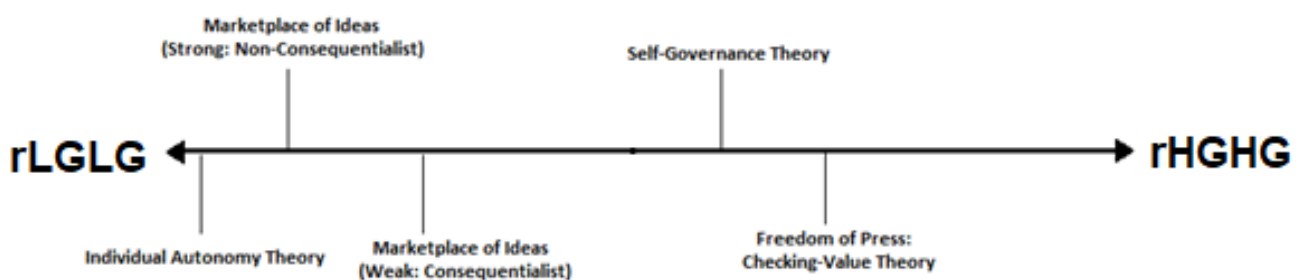 Marketplace of Ideas
(Strong: Non-Consequentialist)
Self-Governance Theory
rLGLG
rHGHG
Individual Autonomy Theory
Marketplace of Ideas
(Weak: Consequentialist)
Freedom of Press:
Checking-Value Theory